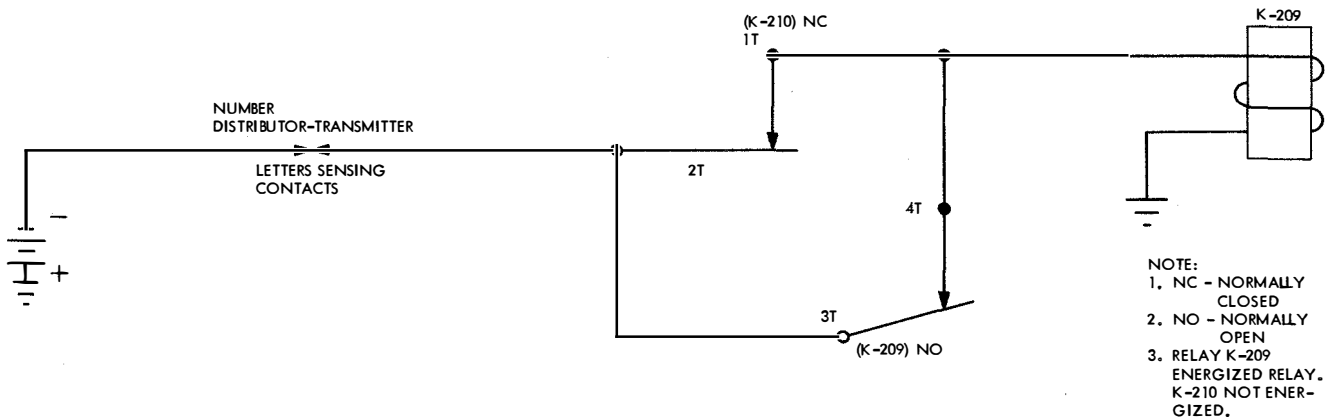 (K-210) NC
1T
K-209
NUMBER
DISTRIBUTOR-TRANSMITTER
LETTERS SENSING
CONTACTS
2T
4T
3T
(K-209) NO
−
+
NOTE:
1. NC - NORMALLY
CLOSED
2. NO - NORMALLY
OPEN
3. RELAY K-209
ENERGIZED RELAY.
K-210 NOT ENER-
GIZED.